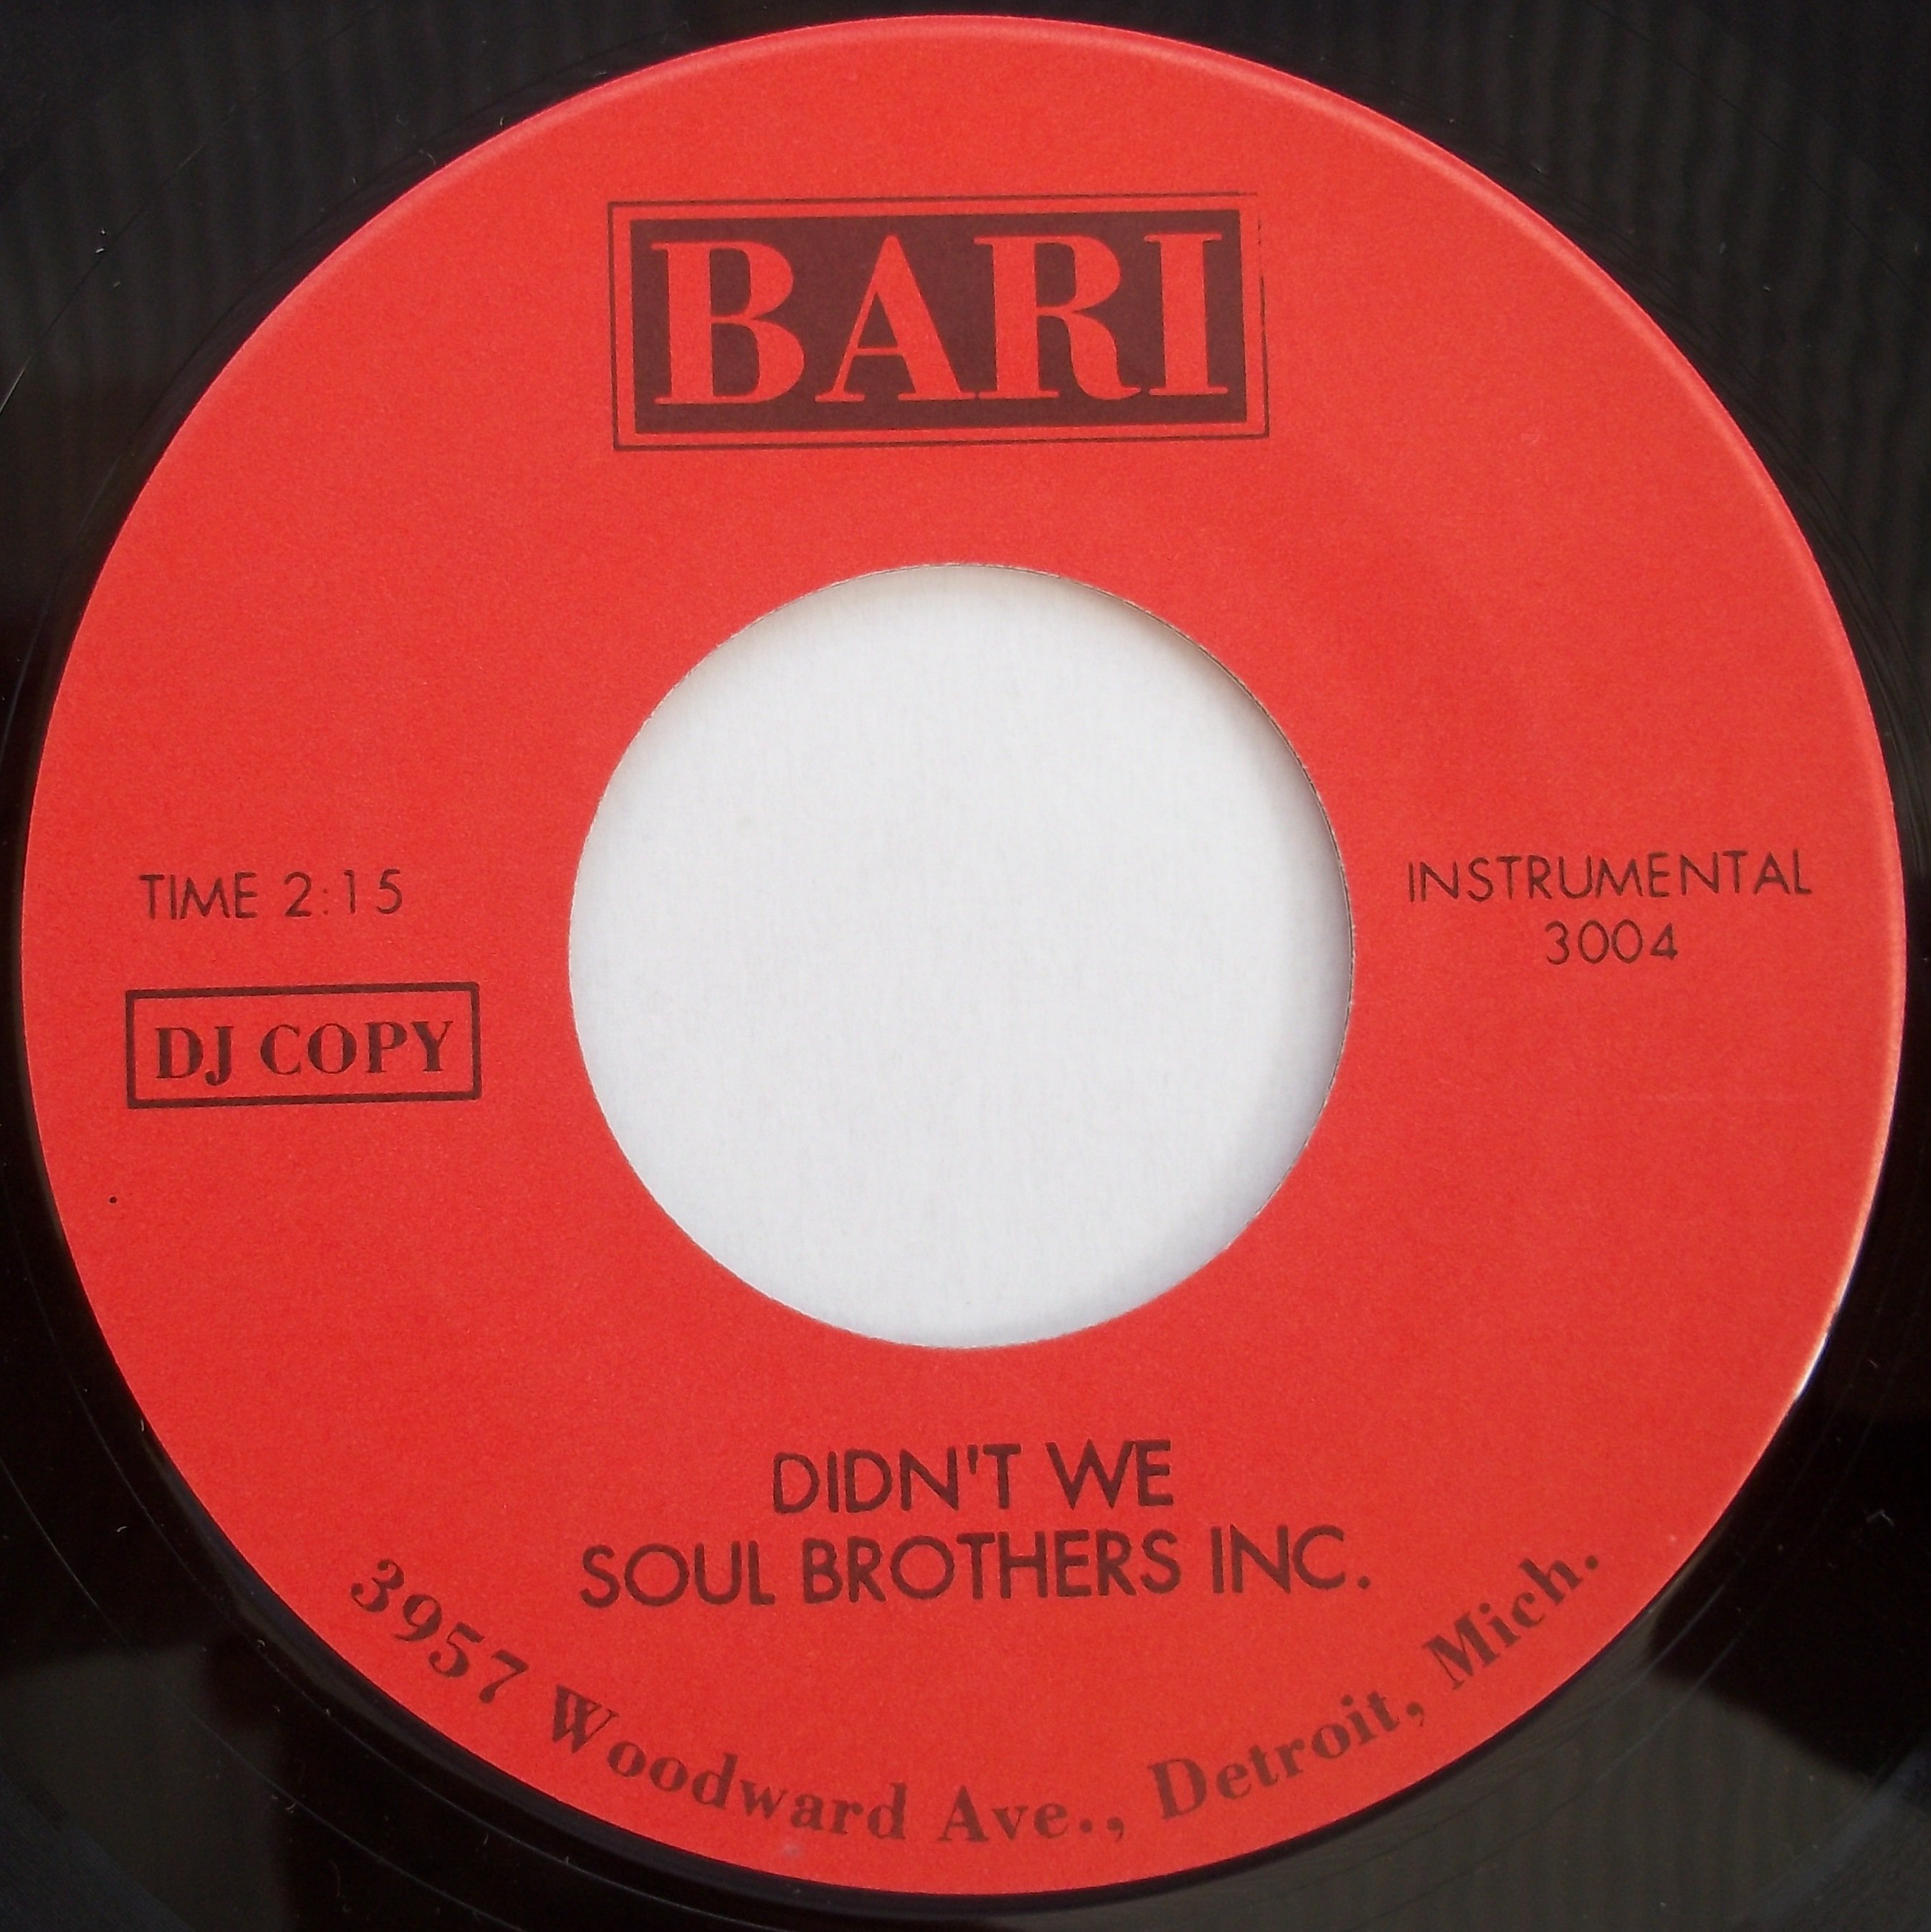 BARI
TIME 2:15
DJ COPY
INSTRUMENTAL
3004
DIDN'T WE
SOUL BROTHERS INC.
3957 Woodward Ave., Detroit, Mich.